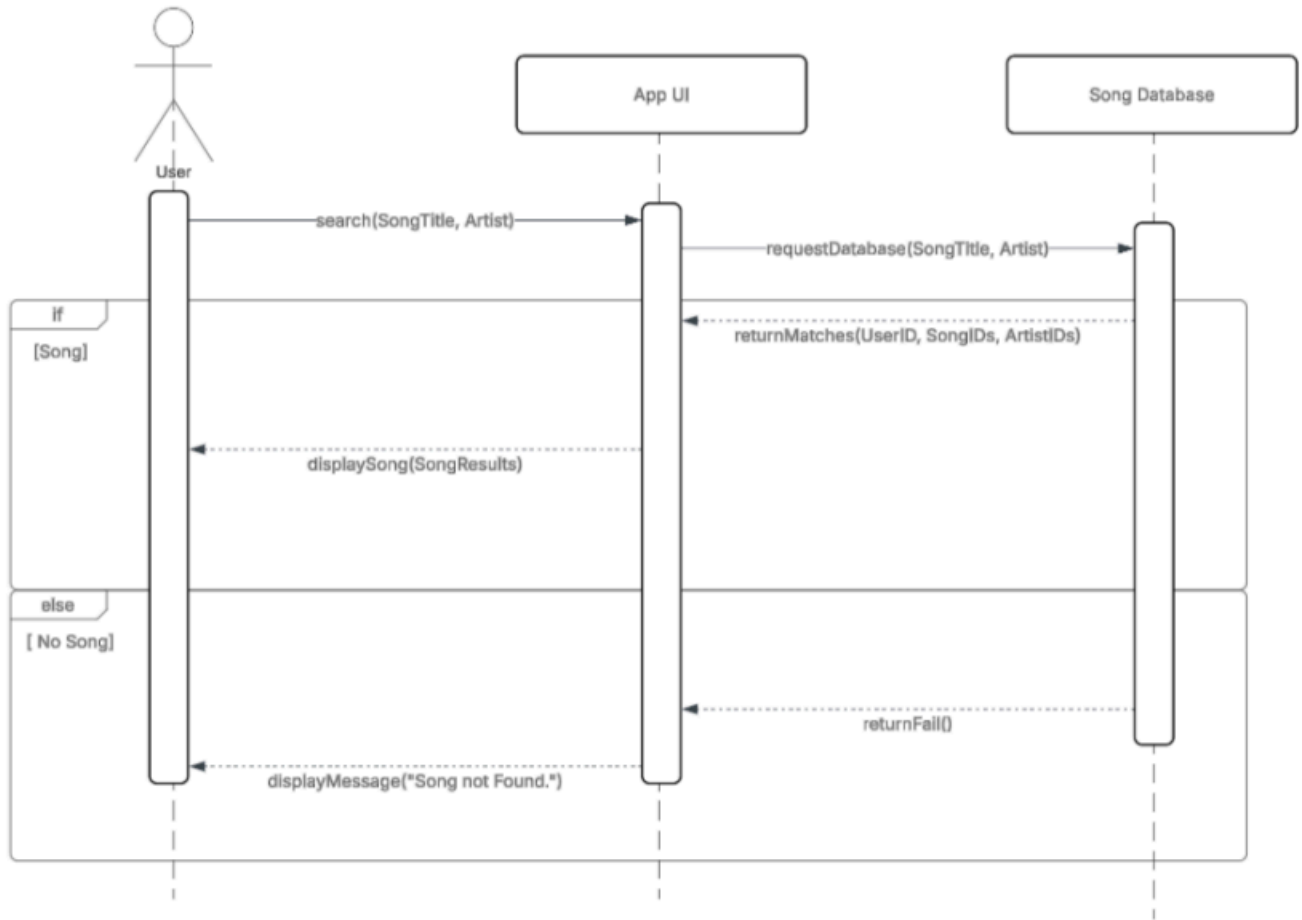 App UI
Song Database
User
search(SongTitle, Artist)
requestDatabase(SongTitle, Artist)
if
[Song]
returnMatches(UserID, SongIDs, ArtistIDs)
displaySong(SongResults)
else
[ No Song]
returnFail()
displayMessage("Song not Found.")